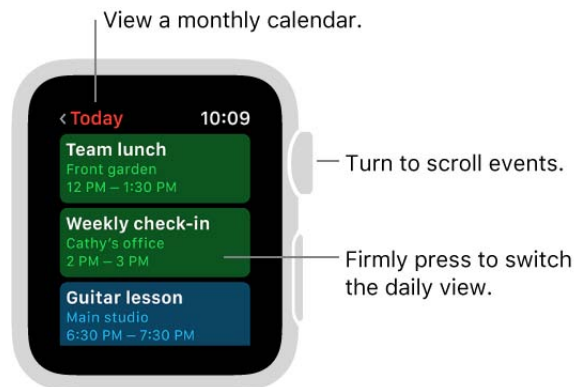 View a monthly calendar.
<Today 10:09
Team lunch
Front garden
12 PM – 1:30 PM
Turn to scroll events.
Weekly check-in
Cathy's office
2 PM – 3 PM
Firmly press to switch
the daily view.
Guitar lesson
Main studio
6:30 PM – 7:30 PM